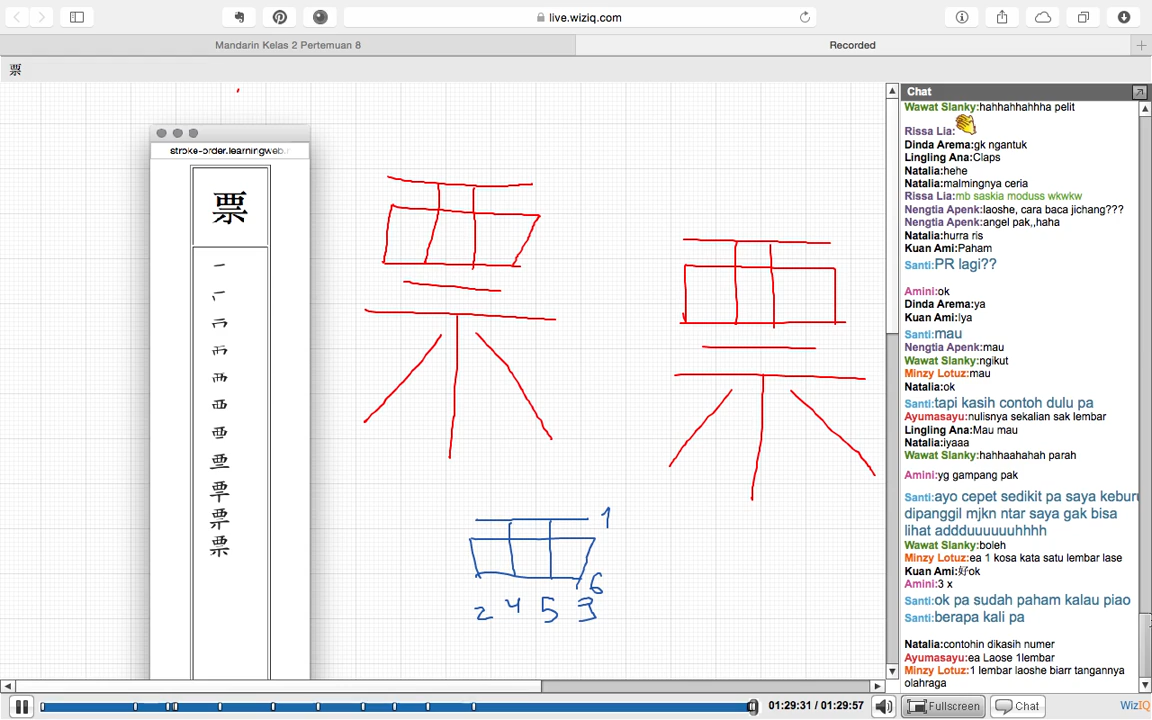 live.wiziq.com
Mandarin Kelas 2 Pertemuan 8
Recorded
票
stroke-order.learningweb.
票
票
票
票
1
6
2 4 5 3
Chat
Wawat Slanky:hahhahhahhha pelit
Rissa Lia:
Dinda Arema:gk ngantuk
Lingling Ana:Claps
Natalia:hehe
Natalia:malmingnya ceria
Rissa Lia:mb saskia moduss wkwkw
Nengtia Apenk:laoshe, cara baca jichang???
Nengtia Apenk:angel pak,,haha
Natalia:hurra ris
Kuan Ami:Paham
Santi:PR lagi??
Amini:ok
Dinda Arema:ya
Kuan Ami:Iya
Santi:mau
Nengtia Apenk:mau
Wawat Slanky:ngikut
Minzy Lotuz:mau
Natalia:ok
Santi:tapi kasih contoh dulu pa
Ayumasayu:nulisnya sekalian sak lembar
Lingling Ana:Mau mau
Natalia:iyaaa
Wawat Slanky:hahhaahahah parah
Amini:yg gampang pak
Santi:ayo cepet sedikit pa saya keburu
dipanggil mjkn ntar saya gak bisa
lihat addduuuuuuhhhh
Wawat Slanky:boleh
Minzy Lotuz:ea 1 kosa kata satu lembar lase
Kuan Ami:好ok
Amini:3 x
Santi:ok pa sudah paham kalau piao
Santi:berapa kali pa
Natalia:contohin dikasih numer
Ayumasayu:ea Laose 1lembar
Minzy Lotuz:1 lembar laoshe biarr tangannya
olahraga
01:29:31 / 01:29:57
Fullscreen
Chat
WizIQ